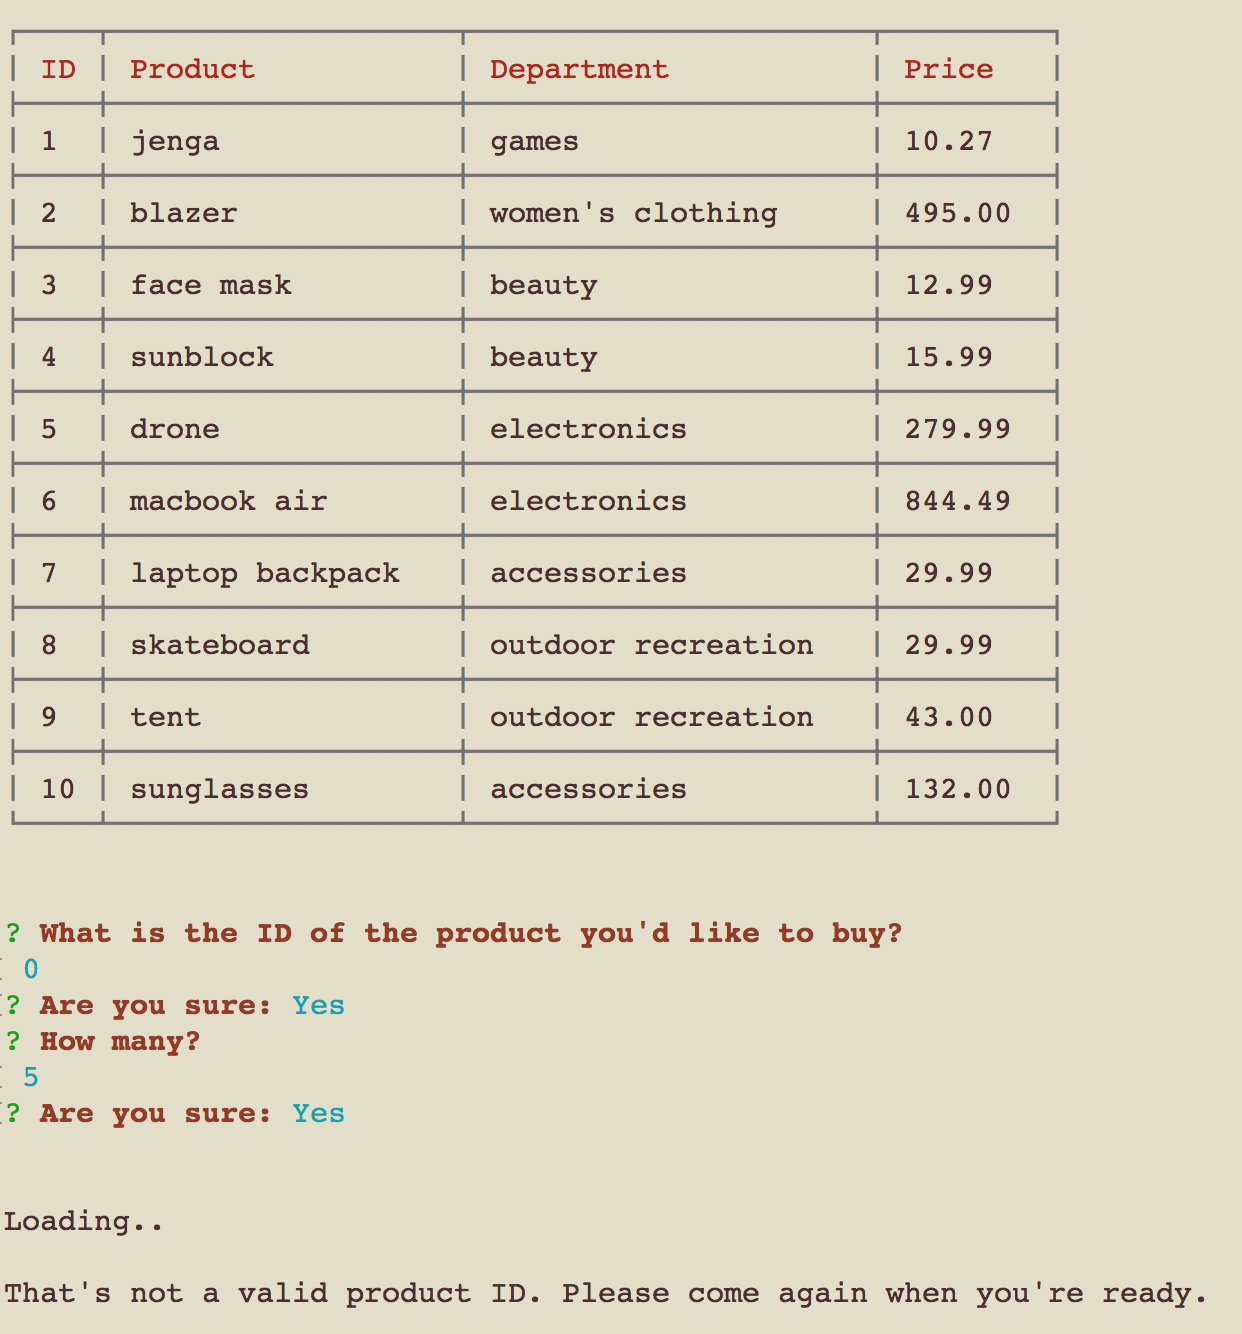 ID Product Department Price
1 jenga games 10.27
2 blazer women's clothing 495.00
3 face mask beauty 12.99
4 sunblock beauty 15.99
5 drone electronics 279.99
6 macbook air electronics 844.49
7 laptop backpack accessories 29.99
8 skateboard outdoor recreation 29.99
9 tent outdoor recreation 43.00
10 sunglasses accessories 132.00
? What is the ID of the product you'd like to buy?
0
? Are you sure: Yes
? How many?
5
? Are you sure: Yes
Loading..
That's not a valid product ID. Please come again when you're ready.